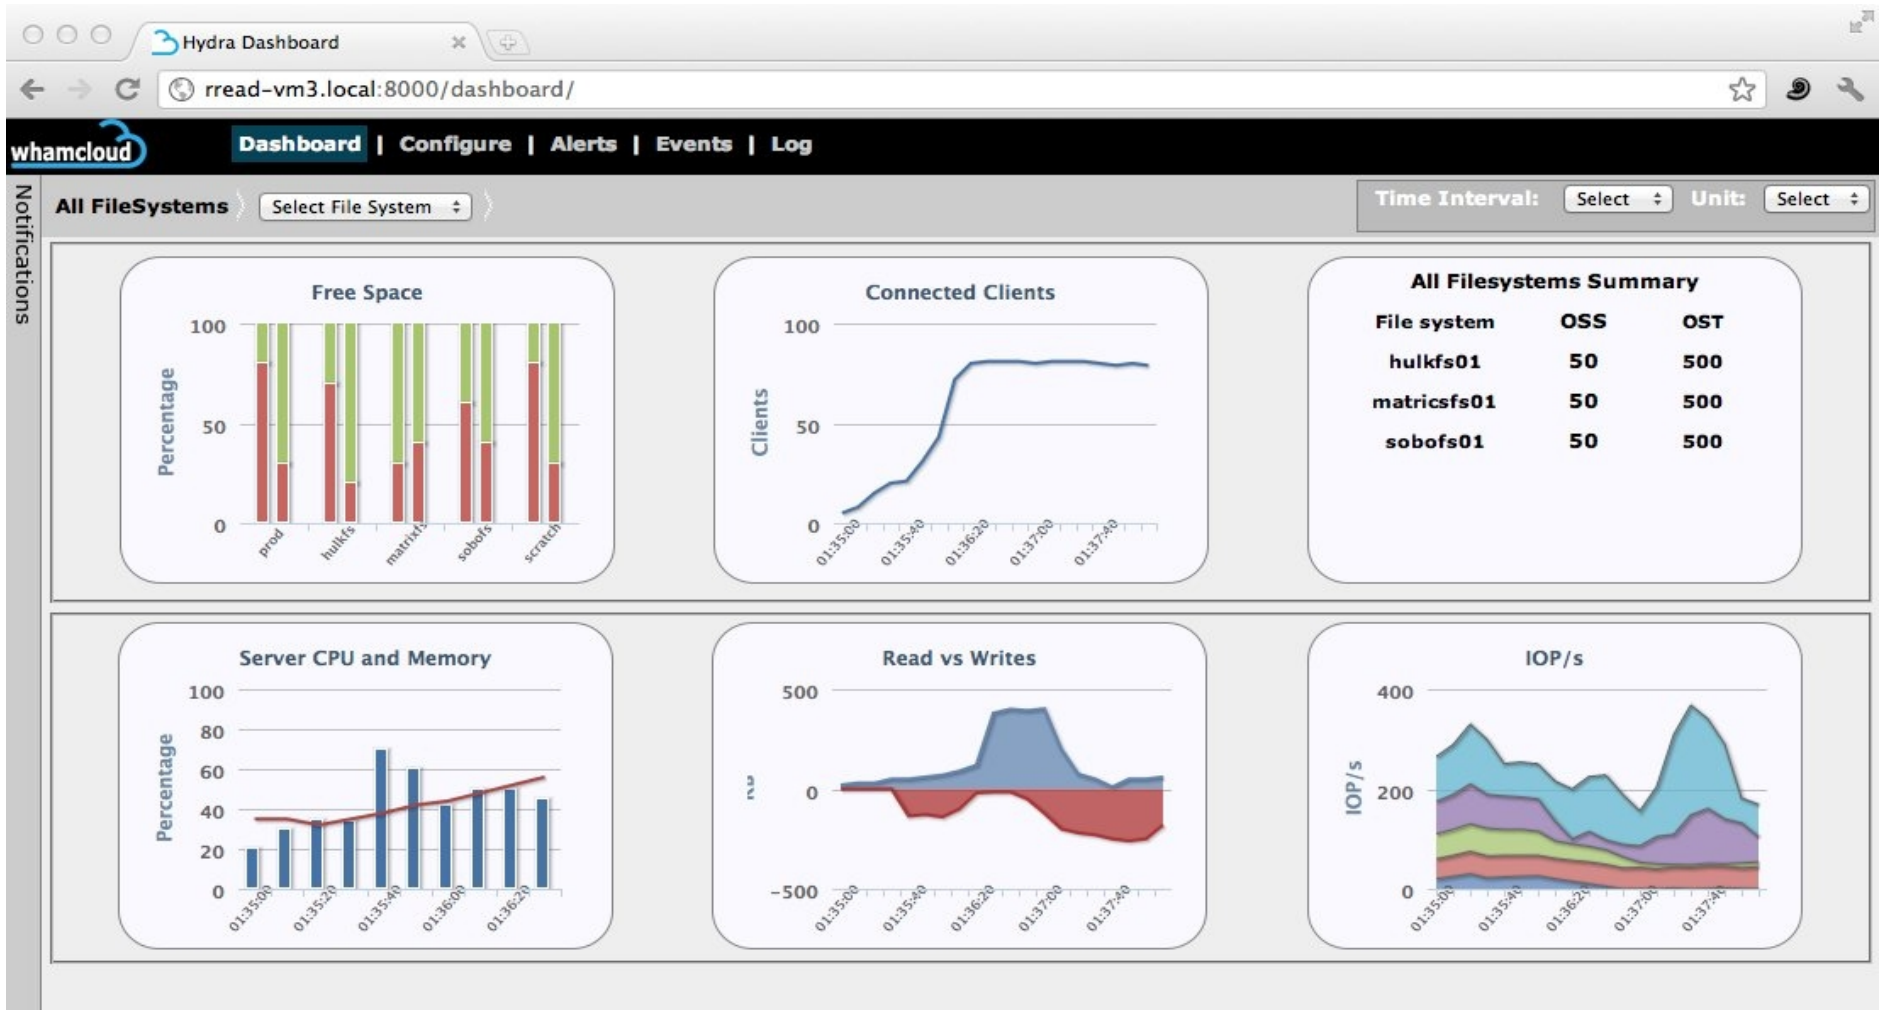 Hydra Dashboard
rread-vm3.local:8000/dashboard/
whamcloud
Dashboard | Configure | Alerts | Events | Log
Notifications
All FileSystems
Select File System
Time Interval: Select Unit: Select
Free Space
Percentage
100
50
0
prod hulkfs matrixfs sobofs scratch
Connected Clients
Clients
100
50
0
01:35:00 01:35:40 01:36:20 01:37:00 01:37:40
All Filesystems Summary
File system OSS OST
hulkfs01 50 500
matricsfs01 50 500
sobofs01 50 500
Server CPU and Memory
Percentage
100
80
60
40
20
0
01:35:00 01:35:20 01:35:40 01:36:00 01:36:20
Read vs Writes
500
0
-500
01:35:00 01:35:40 01:36:20 01:37:00 01:37:40
IOP/s
IOP/s
400
200
0
01:35:00 01:35:40 01:36:20 01:37:00 01:37:40